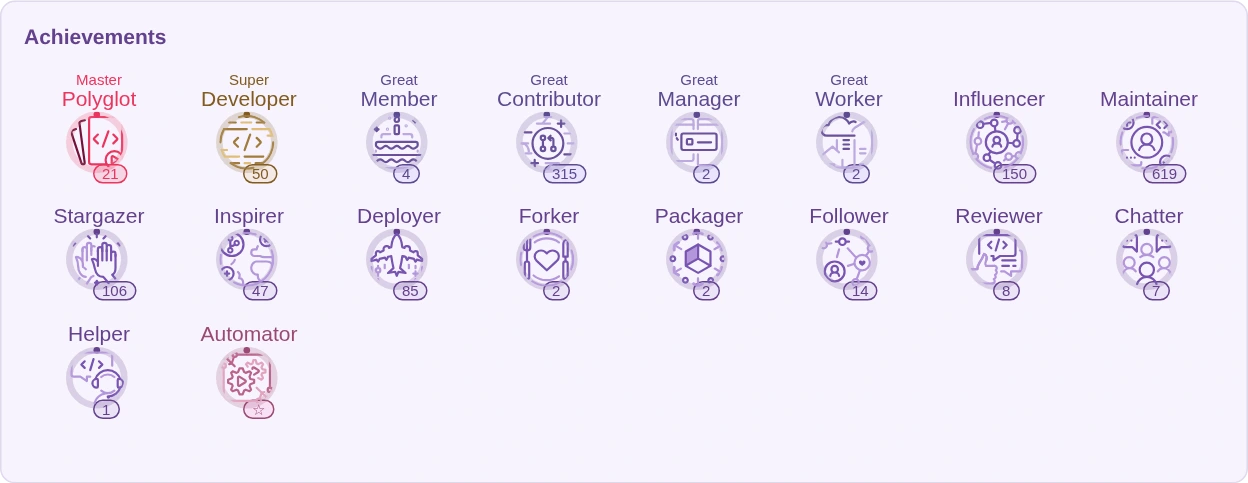 Achievements
Master
Polyglot
21
Super
Developer
50
Great
Member
4
Great
Contributor
315
Great
Manager
2
Great
Worker
2
Influencer
150
Maintainer
619
Stargazer
106
Inspirer
47
Deployer
85
Forker
2
Packager
2
Follower
14
Reviewer
8
Chatter
7
Helper
1
Automator
☆